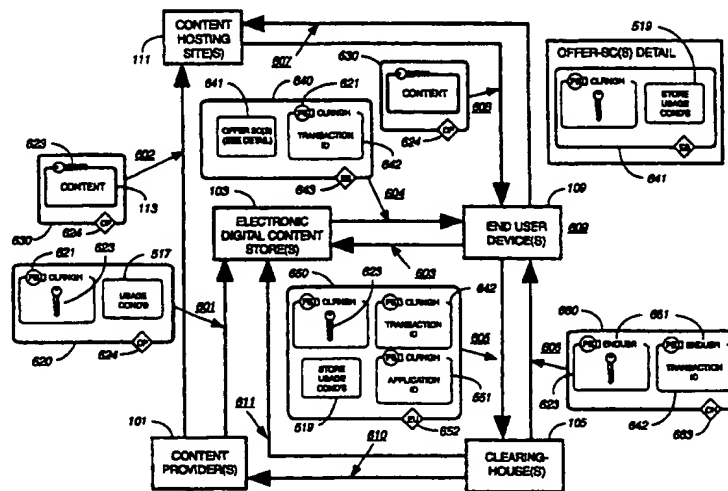 CONTENT
HOSTING
SITE(S)
111
607
630
CONTENT
624
608
OFFER-SC(S) DETAIL
519
CLRNGH
STORE
USAGE
COND'S
641
641
640
621
OFFER SC(S)
(SEE DETAIL)
CLRNGH
TRANSACTION
ID
642
643
604
623
602
CONTENT
113
624
630
103
ELECTRONIC
DIGITAL CONTENT
STORE(S)
603
109
END USER
DEVICE(S)
609
621
623
517
CLRNGH
USAGE
COND'S
601
620
624
650
623
642
CLRNGH
CLRNGH
TRANSACTION
ID
605
STORE
USAGE
COND'S
519
CLRNGH
APPLICATION
ID
651
652
606
660
661
ENDUSR
ENDUSR
TRANSACTION
ID
623
642
663
611
610
101
CONTENT
PROVIDER(S)
105
CLEARING-
HOUSE(S)